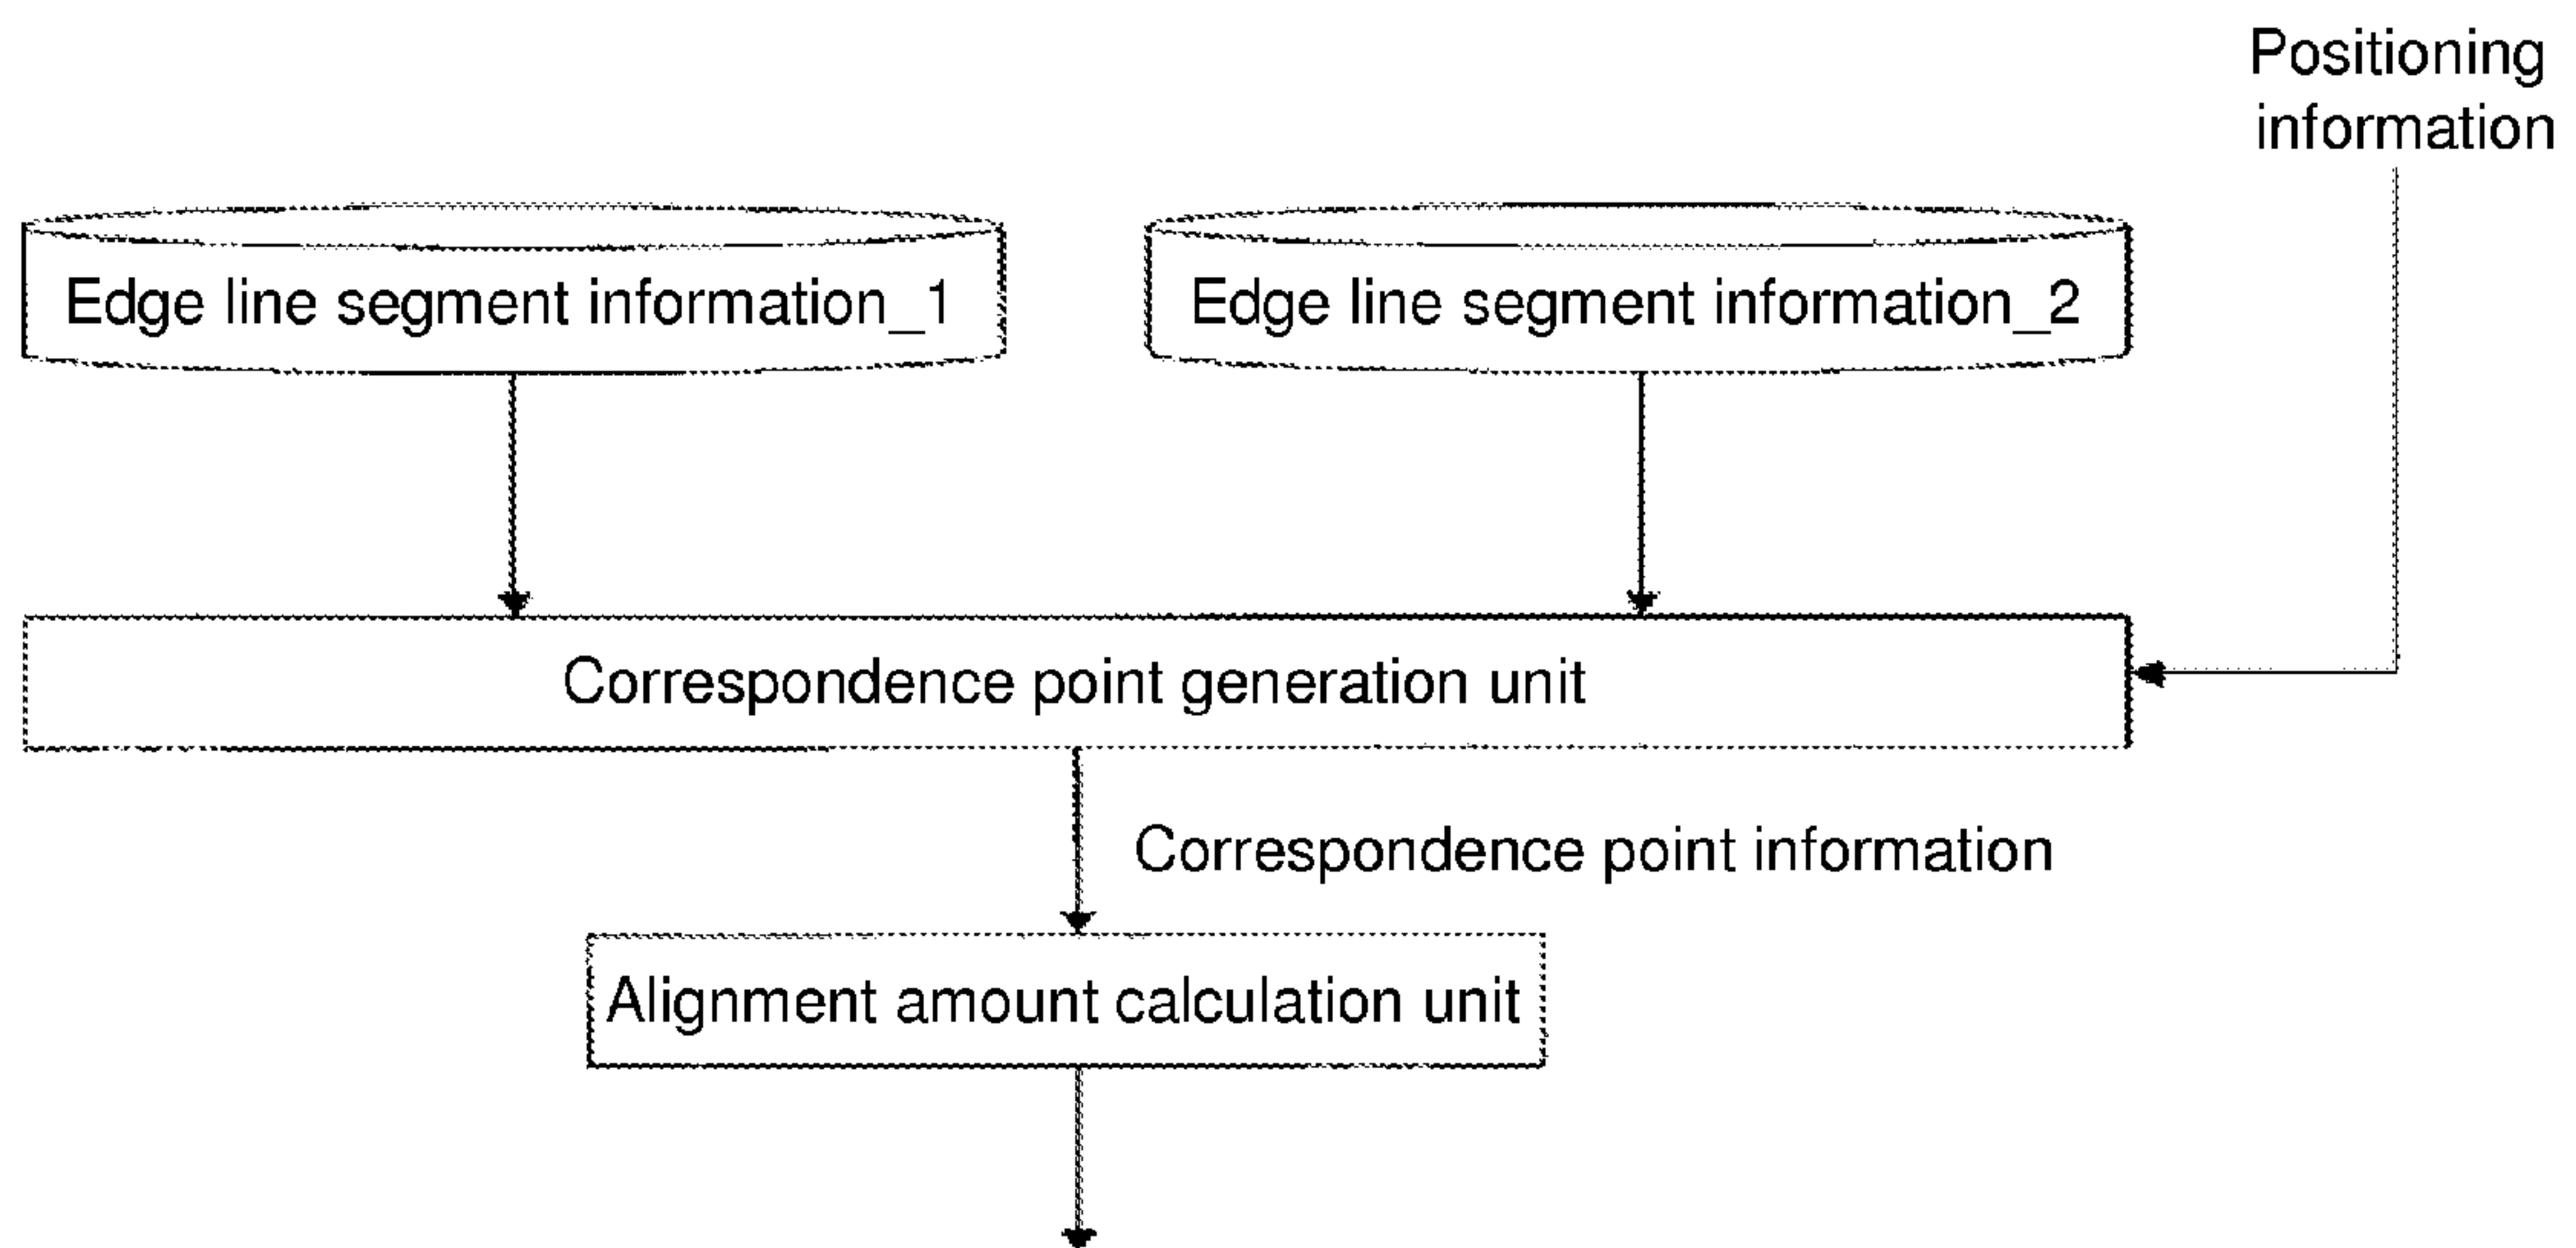 Positioning
information
Edge line segment information_1
Edge line segment information_2
Correspondence point generation unit
Correspondence point information
Alignment amount calculation unit